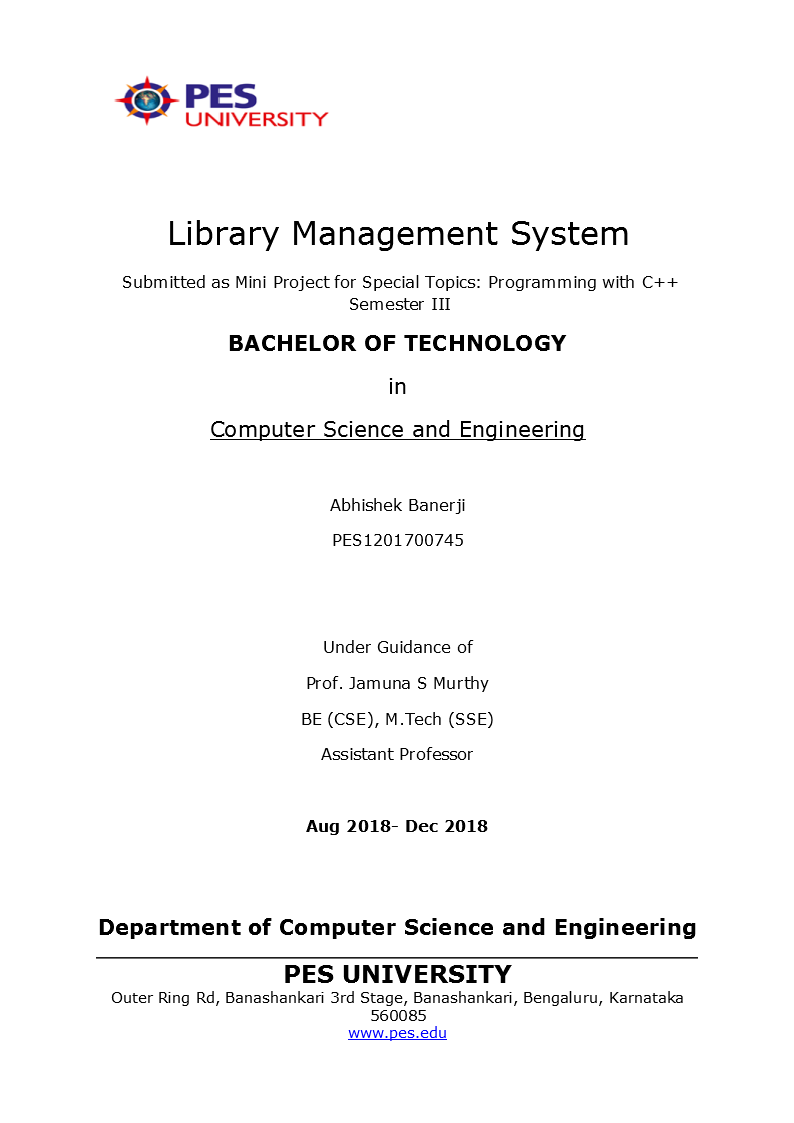 PES
UNIVERSITY
Library Management System
Submitted as Mini Project for Special Topics: Programming with C++
Semester III
BACHELOR OF TECHNOLOGY
in
Computer Science and Engineering
Abhishek Banerji
PES1201700745
Under Guidance of
Prof. Jamuna S Murthy
BE (CSE), M.Tech (SSE)
Assistant Professor
Aug 2018- Dec 2018
Department of Computer Science and Engineering
PES UNIVERSITY
Outer Ring Rd, Banashankari 3rd Stage, Banashankari, Bengaluru, Karnataka
560085
www.pes.edu